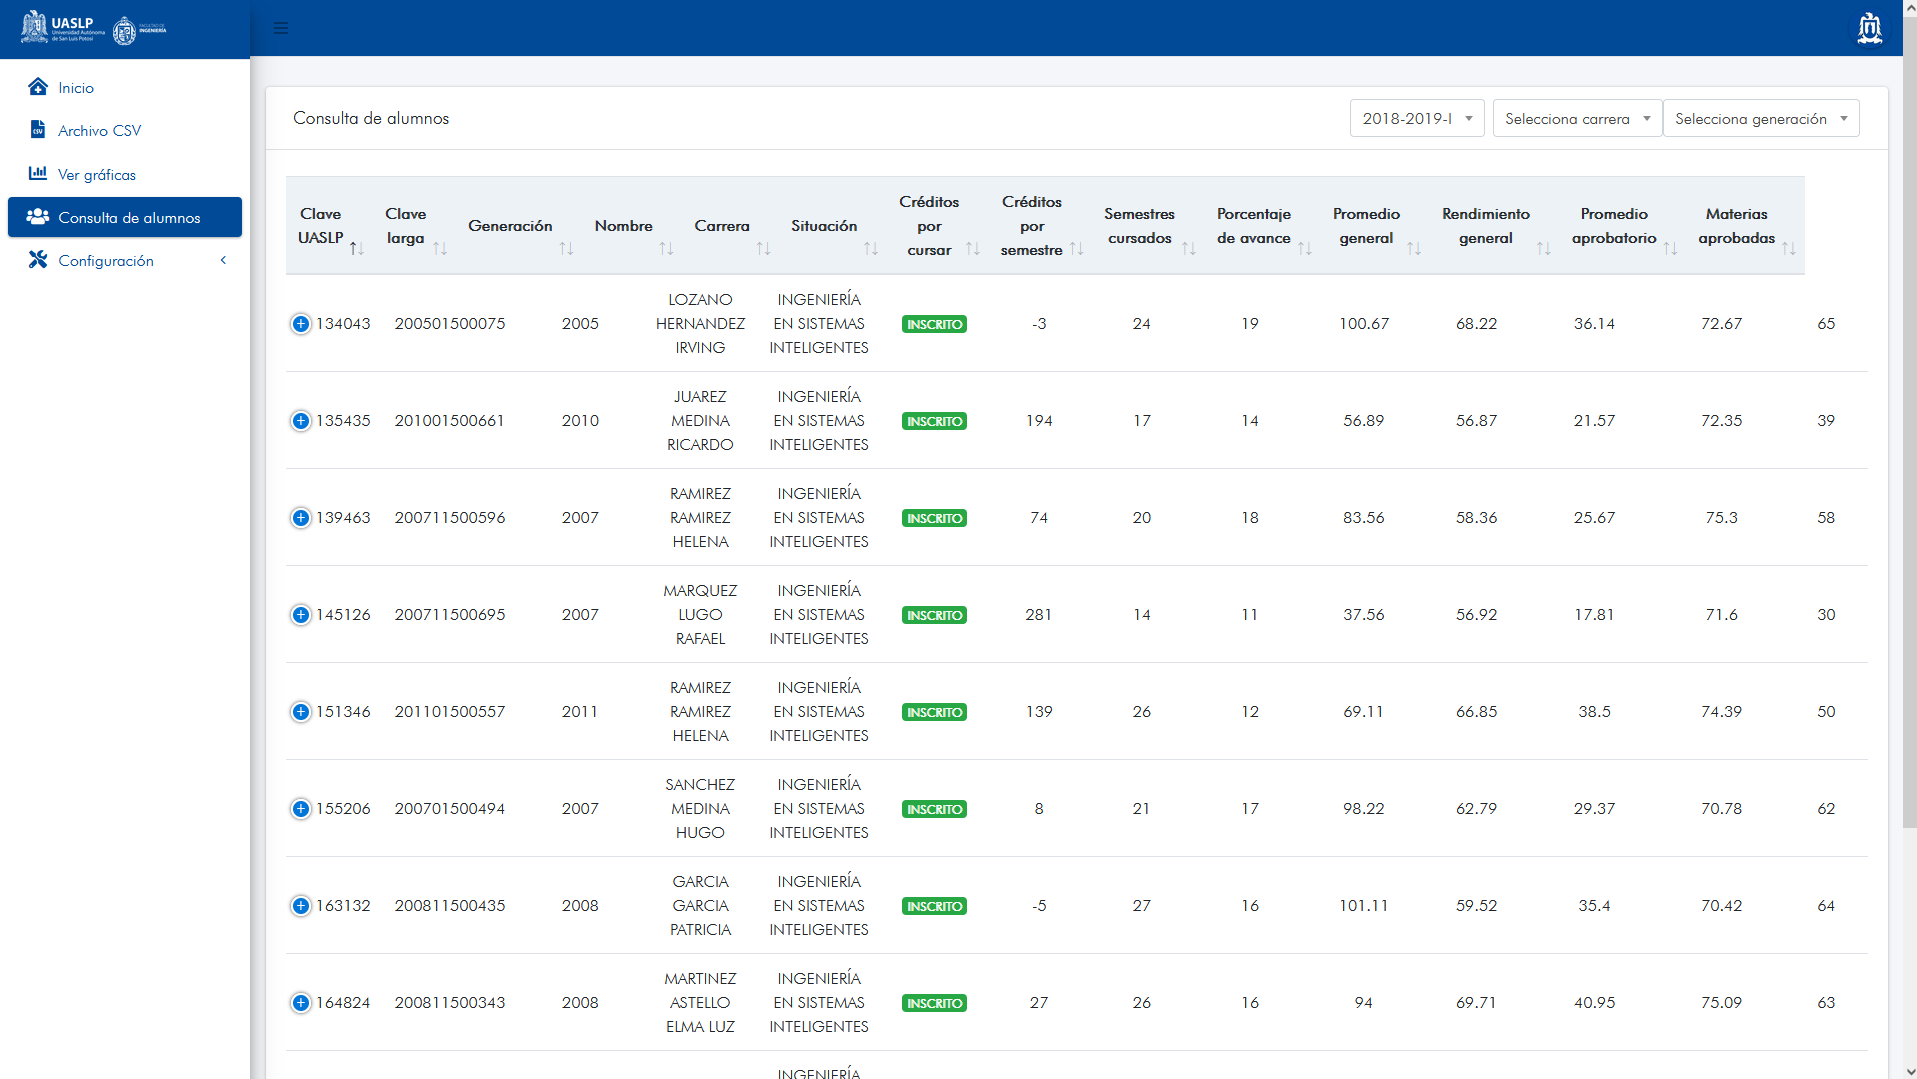 UASLP
Universidad Autónoma
de San Luis Potosí
FACULTAD DE
INGENIERÍA
Inicio
CSV
Archivo CSV
Ver gráficas
Consulta de alumnos
Configuración
Consulta de alumnos
2018-2019-I
Selecciona carrera
Selecciona generación
Clave
UASLP
Clave
larga
Generación
Nombre
Carrera
Situación
Créditos
por
cursar
Créditos
por
semestre
Semestres
cursados
Porcentaje
de avance
Promedio
general
Rendimiento
general
Promedio
aprobatorio
Materias
aprobadas
134043 200501500075 2005
LOZANO
HERNANDEZ
IRVING
INGENIERÍA
EN SISTEMAS
INTELIGENTES
INSCRITO -3 24 19 100.67 68.22 36.14 72.67 65
135435 201001500661 2010
JUAREZ
MEDINA
RICARDO
INGENIERÍA
EN SISTEMAS
INTELIGENTES
INSCRITO 194 17 14 56.89 56.87 21.57 72.35 39
139463 200711500596 2007
RAMIREZ
RAMIREZ
HELENA
INGENIERÍA
EN SISTEMAS
INTELIGENTES
INSCRITO 74 20 18 83.56 58.36 25.67 75.3 58
145126 200711500695 2007
MARQUEZ
LUGO
RAFAEL
INGENIERÍA
EN SISTEMAS
INTELIGENTES
INSCRITO 281 14 11 37.56 56.92 17.81 71.6 30
151346 201101500557 2011
RAMIREZ
RAMIREZ
HELENA
INGENIERÍA
EN SISTEMAS
INTELIGENTES
INSCRITO 139 26 12 69.11 66.85 38.5 74.39 50
155206 200701500494 2007
SANCHEZ
MEDINA
HUGO
INGENIERÍA
EN SISTEMAS
INTELIGENTES
INSCRITO 8 21 17 98.22 62.79 29.37 70.78 62
163132 200811500435 2008
GARCIA
GARCIA
PATRICIA
INGENIERÍA
EN SISTEMAS
INTELIGENTES
INSCRITO -5 27 16 101.11 59.52 35.4 70.42 64
164824 200811500343 2008
MARTINEZ
ASTELLO
ELMA LUZ
INGENIERÍA
EN SISTEMAS
INTELIGENTES
INSCRITO 27 26 16 94 69.71 40.95 75.09 63
INGENIERÍA